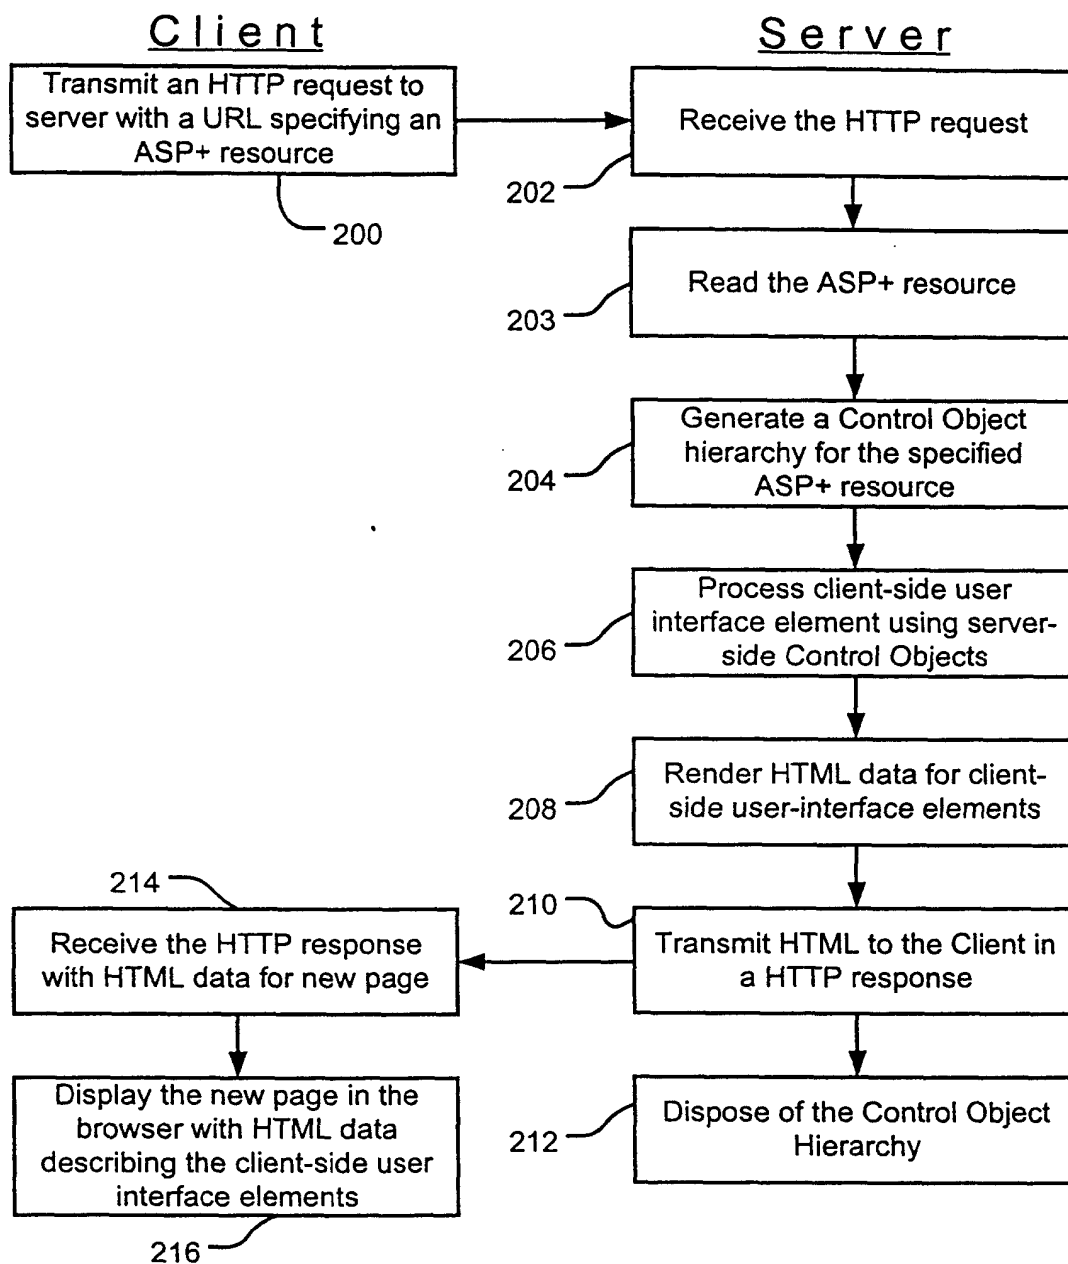 Client
Server
Transmit an HTTP request to
server with a URL specifying an
ASP+ resource
200
Receive the HTTP request
202
Read the ASP+ resource
203
Generate a Control Object
hierarchy for the specified
ASP+ resource
204
Process client-side user
interface element using server-
side Control Objects
206
Render HTML data for client-
side user-interface elements
208
210
Transmit HTML to the Client in
a HTTP response
214
Receive the HTTP response
with HTML data for new page
Dispose of the Control Object
Hierarchy
212
Display the new page in the
browser with HTML data
describing the client-side user
interface elements
216